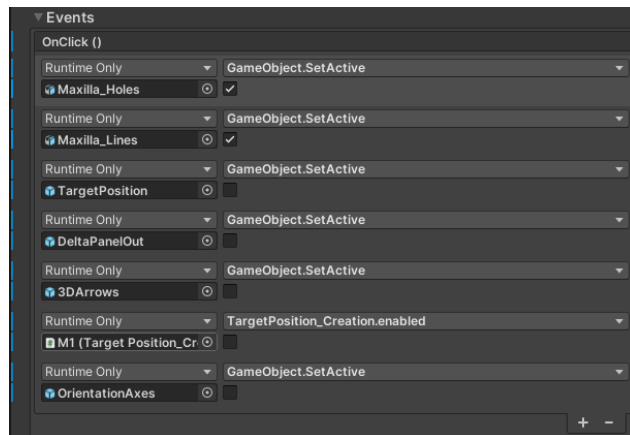 Events
OnClick ()
Runtime Only GameObject.SetActive
Maxilla_Holes
Runtime Only GameObject.SetActive
Maxilla_Lines
Runtime Only GameObject.SetActive
TargetPosition
Runtime Only GameObject.SetActive
DeltaPanelOut
Runtime Only GameObject.SetActive
3DArrows
Runtime Only TargetPosition_Creation.enabled
M1 (Target Position_Cr
Runtime Only GameObject.SetActive
OrientationAxes
+ −